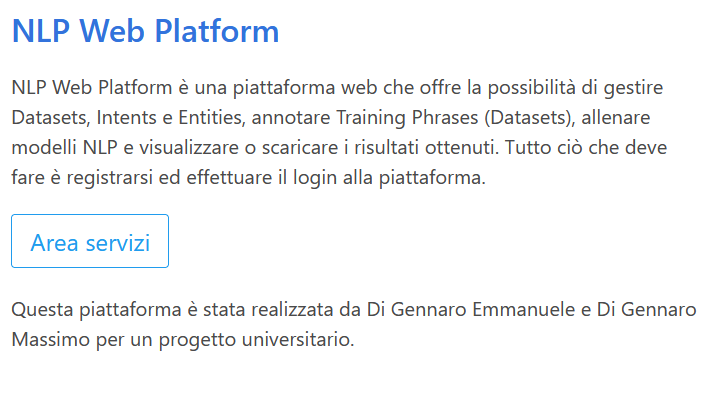 NLP Web Platform
NLP Web Platform è una piattaforma web che offre la possibilità di gestire
Datasets, Intents e Entities, annotare Training Phrases (Datasets), allenare
modelli NLP e visualizzare o scaricare i risultati ottenuti. Tutto ciò che deve
fare è registrarsi ed effettuare il login alla piattaforma.
Area servizi
Questa piattaforma è stata realizzata da Di Gennaro Emmanuele e Di Gennaro
Massimo per un progetto universitario.